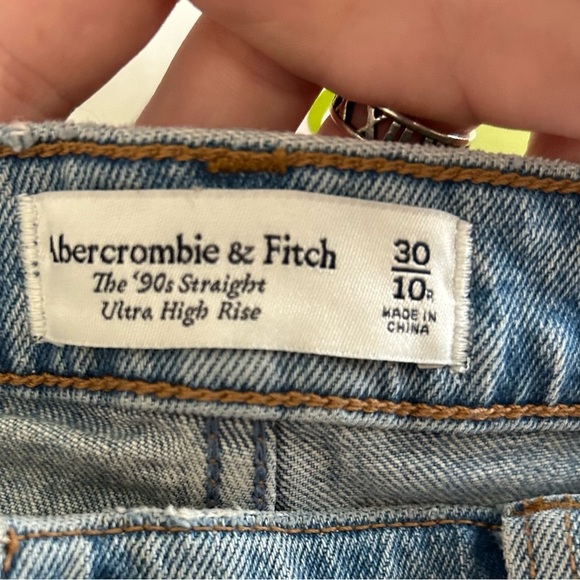 Abercrombie & Fitch
The '90s Straight
Ultra High Rise
30
10R
MADE IN
CHINA